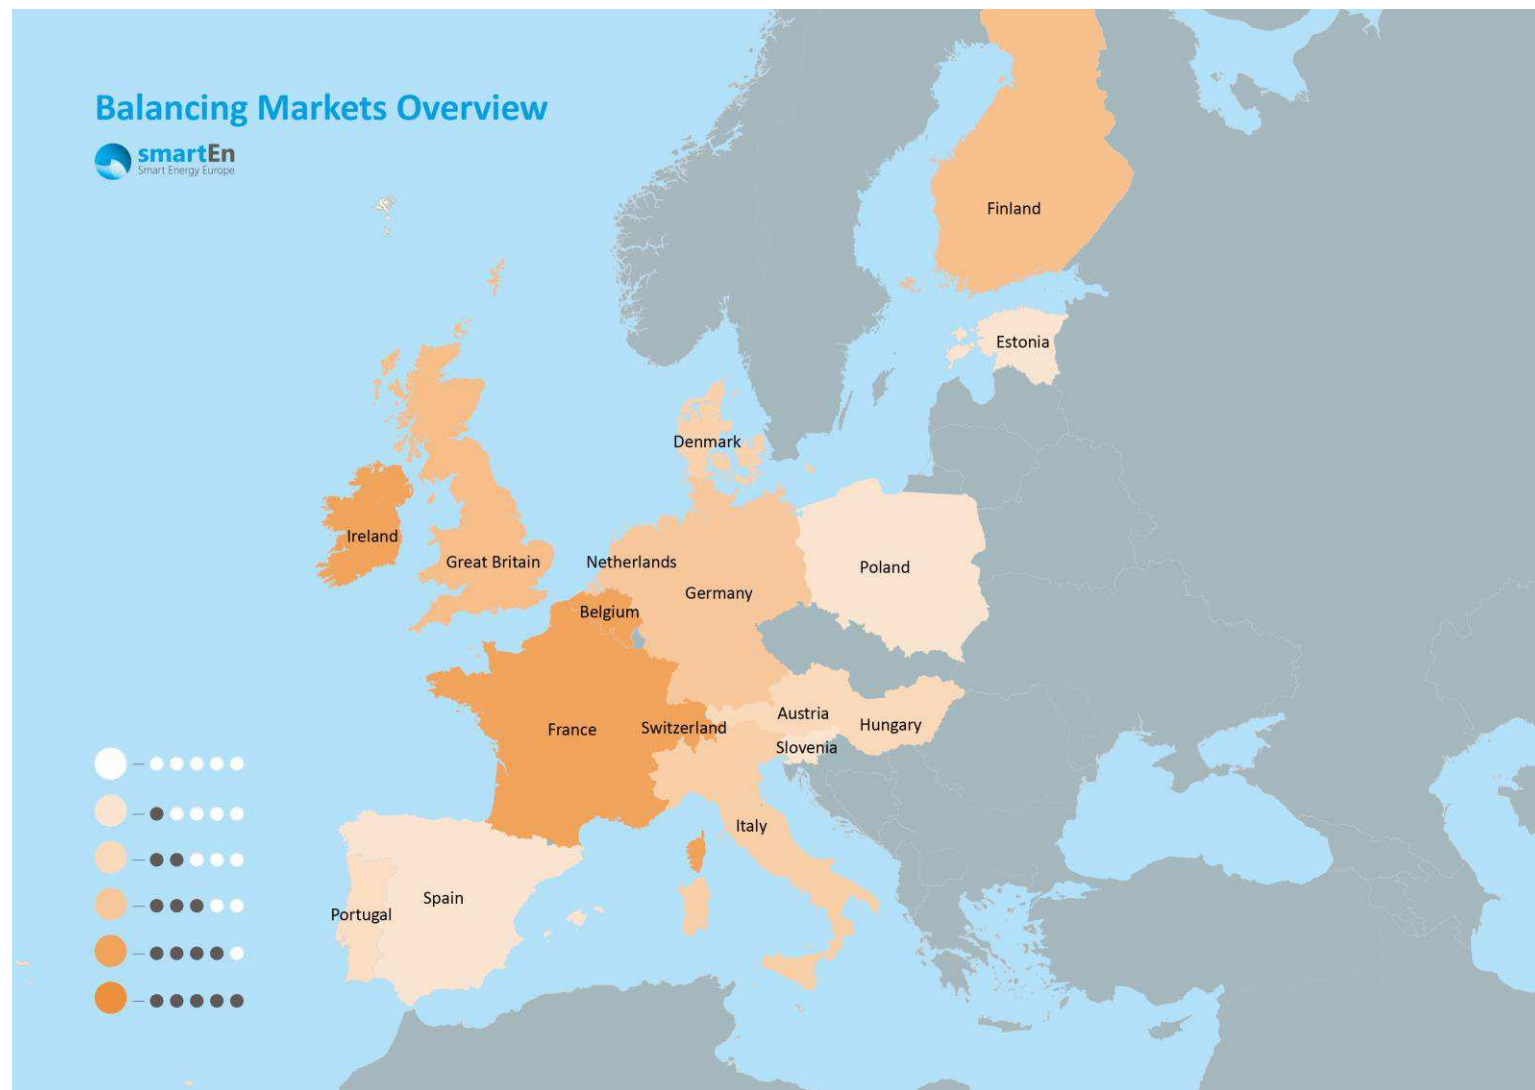 Balancing Markets Overview
smartEn
Smart Energy Europe
Finland
Estonia
Denmark
Ireland
Great Britain
Netherlands
Poland
Germany
Belgium
Austria
Hungary
France
Switzerland
Slovenia
Italy
Spain
Portugal